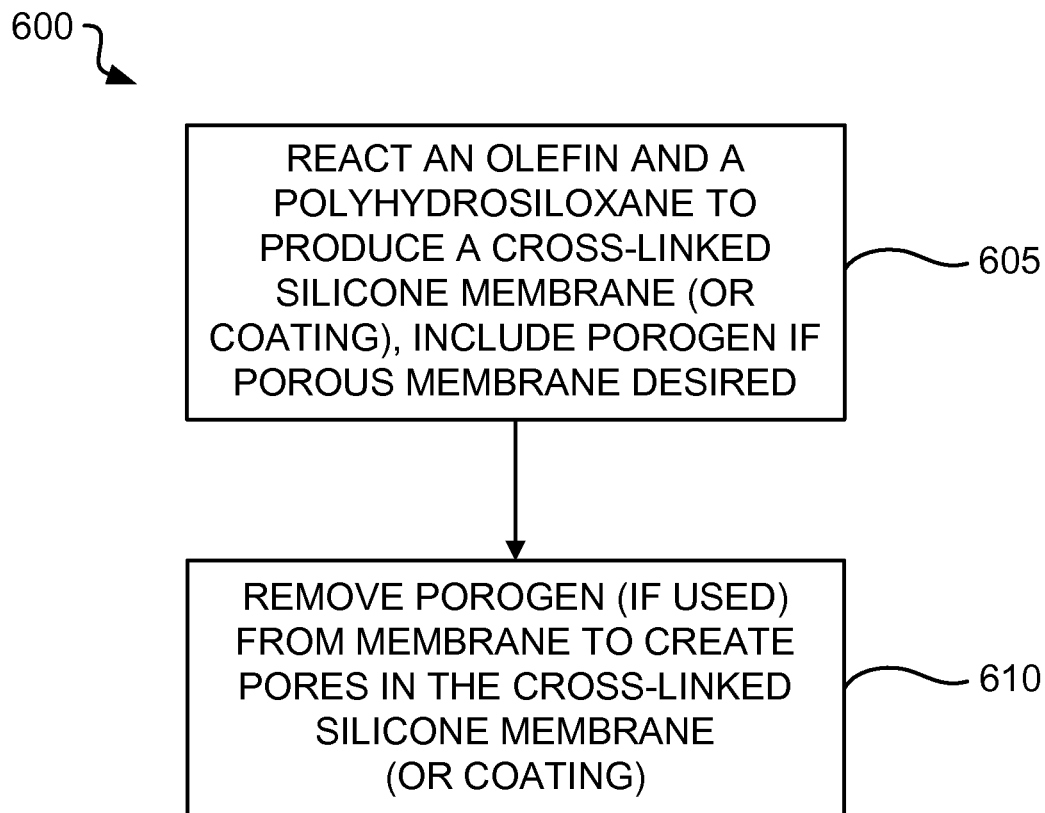 600
REACT AN OLEFIN AND A
POLYHYDROSILOXANE TO
PRODUCE A CROSS-LINKED
SILICONE MEMBRANE (OR
COATING), INCLUDE POROGEN IF
POROUS MEMBRANE DESIRED
605
REMOVE POROGEN (IF USED)
FROM MEMBRANE TO CREATE
PORES IN THE CROSS-LINKED
SILICONE MEMBRANE
(OR COATING)
610